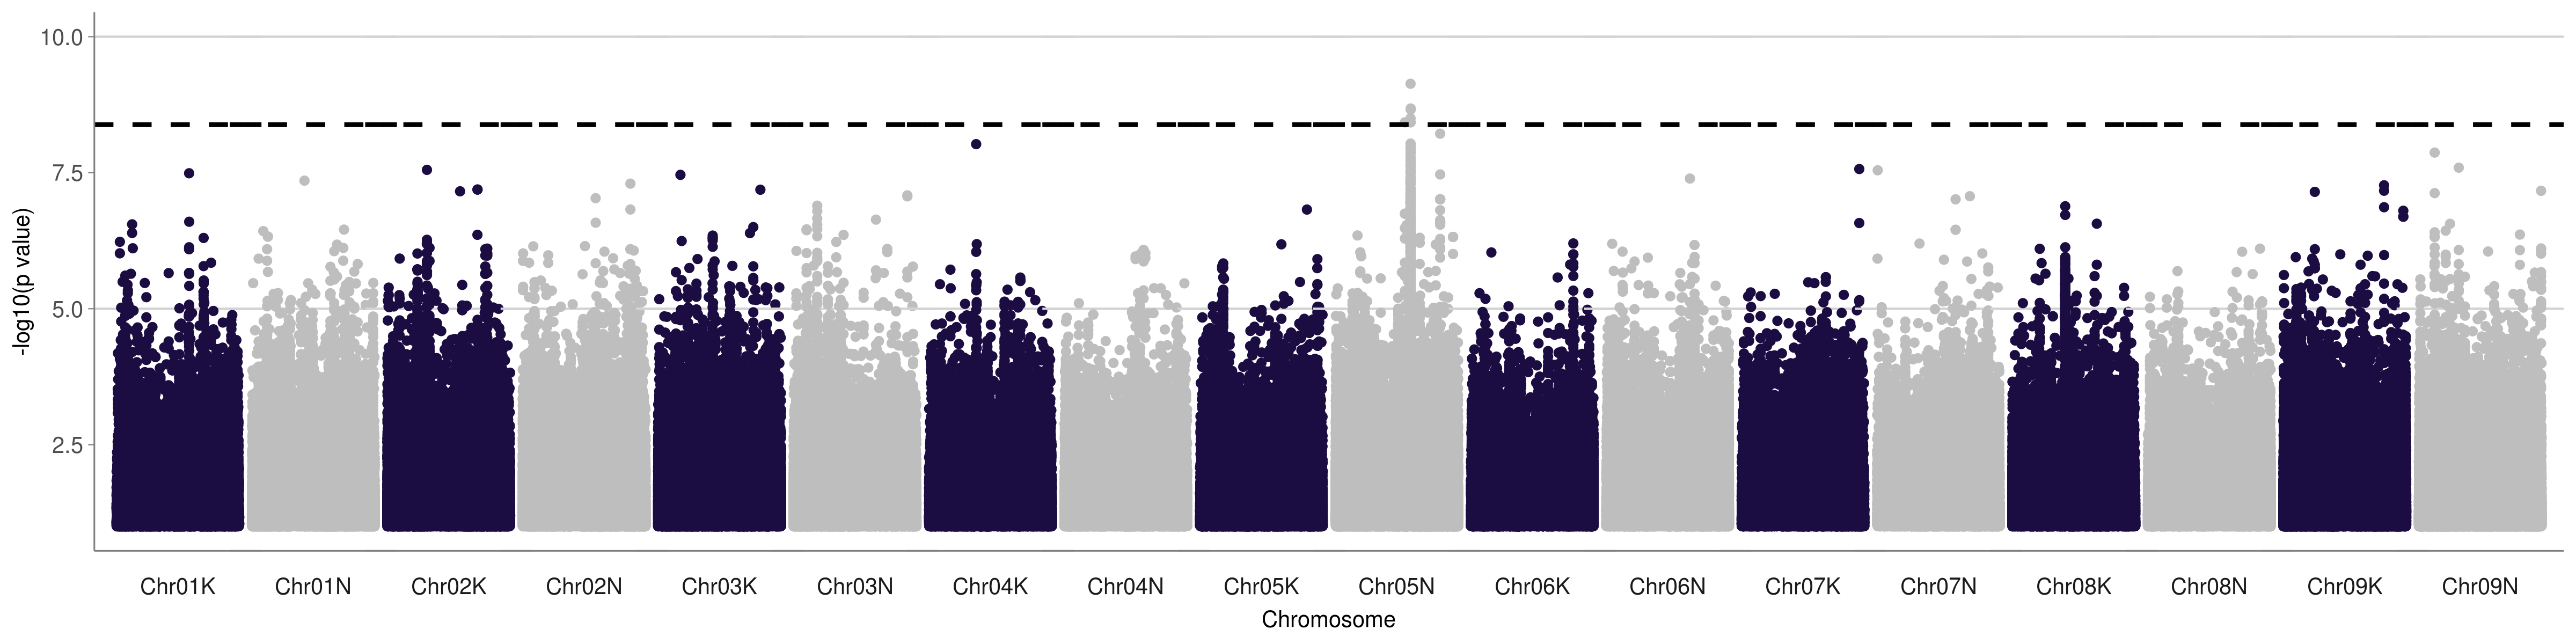 10.0
7.5
5.0
2.5
-log10(p value)
Chr01K Chr01N Chr02K Chr02N Chr03K Chr03N Chr04K Chr04N Chr05K Chr05N Chr06K Chr06N Chr07K Chr07N Chr08K Chr08N Chr09K Chr09N
Chromosome